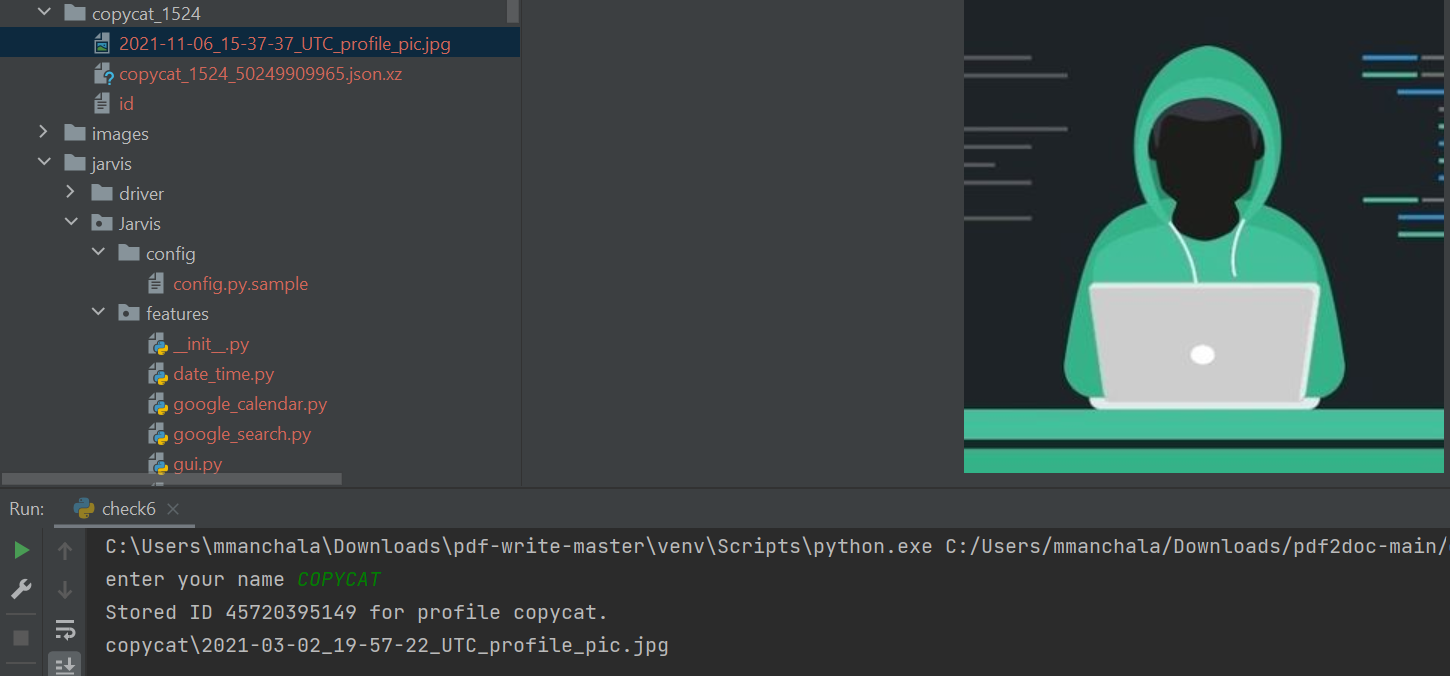 copycat_1524
2021-11-06_15-37-37_UTC_profile_pic.jpg
copycat_1524_50249909965.json.xz
id
images
jarvis
driver
Jarvis
config
config.py.sample
features
__init__.py
date_time.py
google_calendar.py
google_search.py
gui.py
Run: check6
C:\Users\mmanchala\Downloads\pdf-write-master\venv\Scripts\python.exe C:/Users/mmanchala/Downloads/pdf2doc-main/
enter your name COPYCAT
Stored ID 45720395149 for profile copycat.
copycat\2021-03-02_19-57-22_UTC_profile_pic.jpg